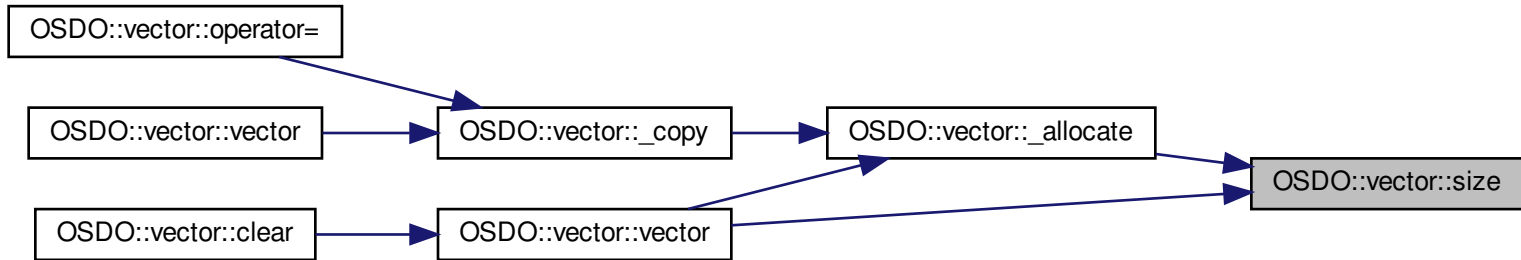 OSDO::vector::operator=
OSDO::vector::vector
OSDO::vector::_copy
OSDO::vector::_allocate
OSDO::vector::size
OSDO::vector::clear
OSDO::vector::vector